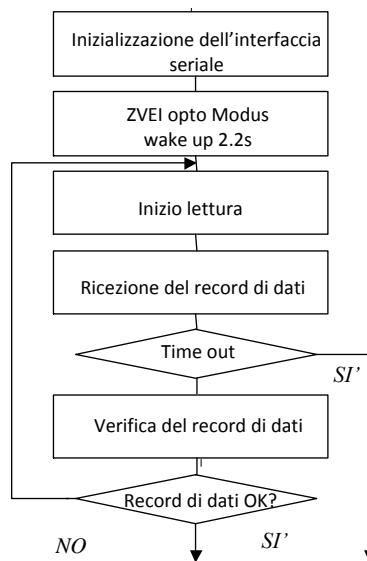 Inizializzazione dell'interfaccia
seriale
ZVEI opto Modus
wake up 2.2s
Inizio lettura
Ricezione del record di dati
Time out
SI'
Verifica del record di dati
Record di dati OK?
NO
SI'